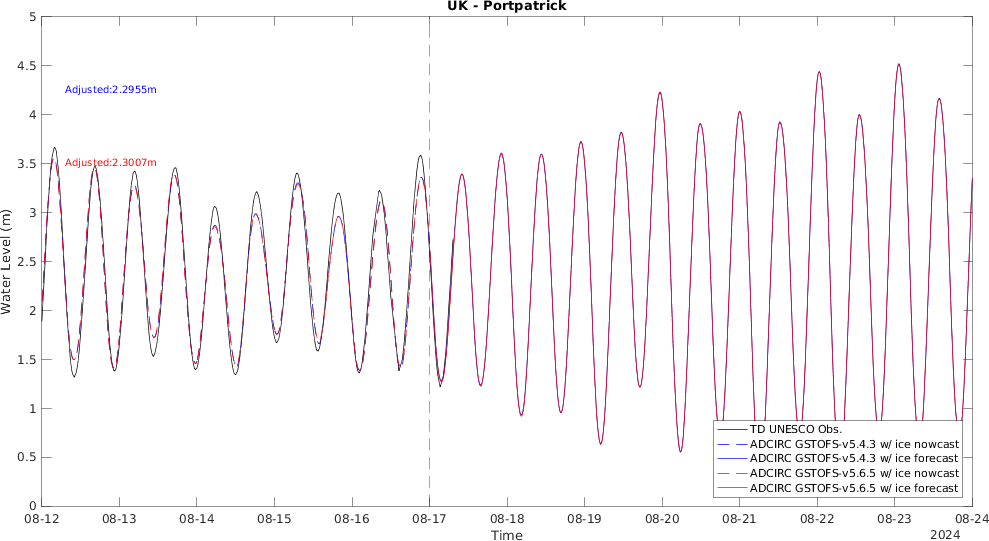 UK - Portpatrick
5
4.5
4
3.5
3
2.5
2
1.5
1
0.5
0
Water Level (m)
Adjusted:2.2955m
Adjusted:2.3007m
TD UNESCO Obs.
ADCIRC GSTOFS-v5.4.3 w/ ice nowcast
ADCIRC GSTOFS-v5.4.3 w/ ice forecast
ADCIRC GSTOFS-v5.6.5 w/ ice nowcast
ADCIRC GSTOFS-v5.6.5 w/ ice forecast
08-12 08-13 08-14 08-15 08-16 08-17 08-18 08-19 08-20 08-21 08-22 08-23 08-24
Time
2024